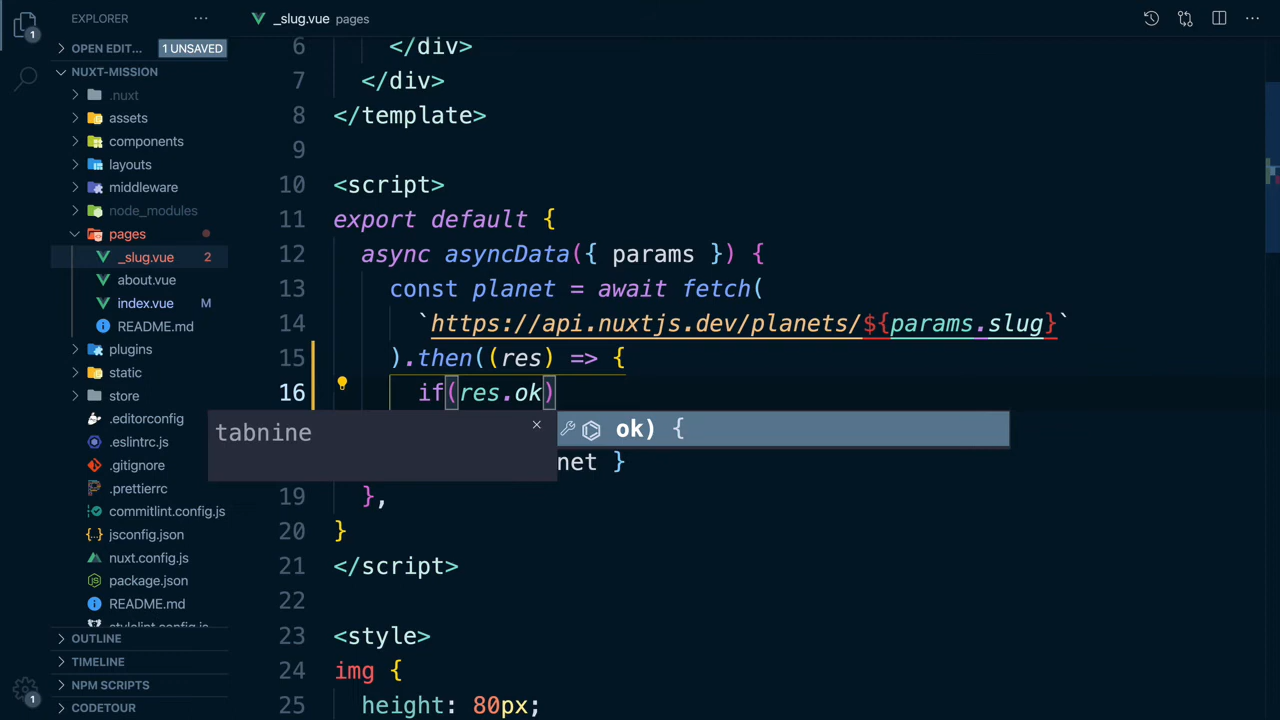 EXPLORER
_slug.vue pages
1
OPEN EDIT...
1 UNSAVED
NUXT-MISSION
.nuxt
assets
components
layouts
middleware
node_modules
pages
_slug.vue
2
about.vue
index.vue
M
README.md
plugins
static
store
.editorconfig
.eslintrc.js
.gitignore
.prettierrc
commitlint.config.js
jsconfig.json
nuxt.config.js
package.json
README.md
stylelint.config.js
OUTLINE
TIMELINE
NPM SCRIPTS
CODETOUR
1
6 </div>
7 </div>
8 </template>
9
10 <script>
11 export default {
12 async asyncData({ params }) {
13 const planet = await fetch(
14 `https://api.nuxtjs.dev/planets/${params.slug}`
15 ).then((res) => {
16 if(res.ok)
tabnine
ok) {
net }
19 },
20 }
21 </script>
22
23 <style>
24 img {
25 height: 80px;